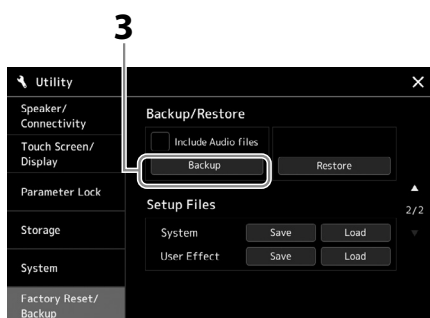 3
Utility
Speaker/
Connectivity
Touch Screen/
Display
Parameter Lock
Storage
System
Factory Reset/
Backup
Backup/Restore
Include Audio files
Backup
Restore
Setup Files
System
Save
Load
User Effect
Save
Load
2/2